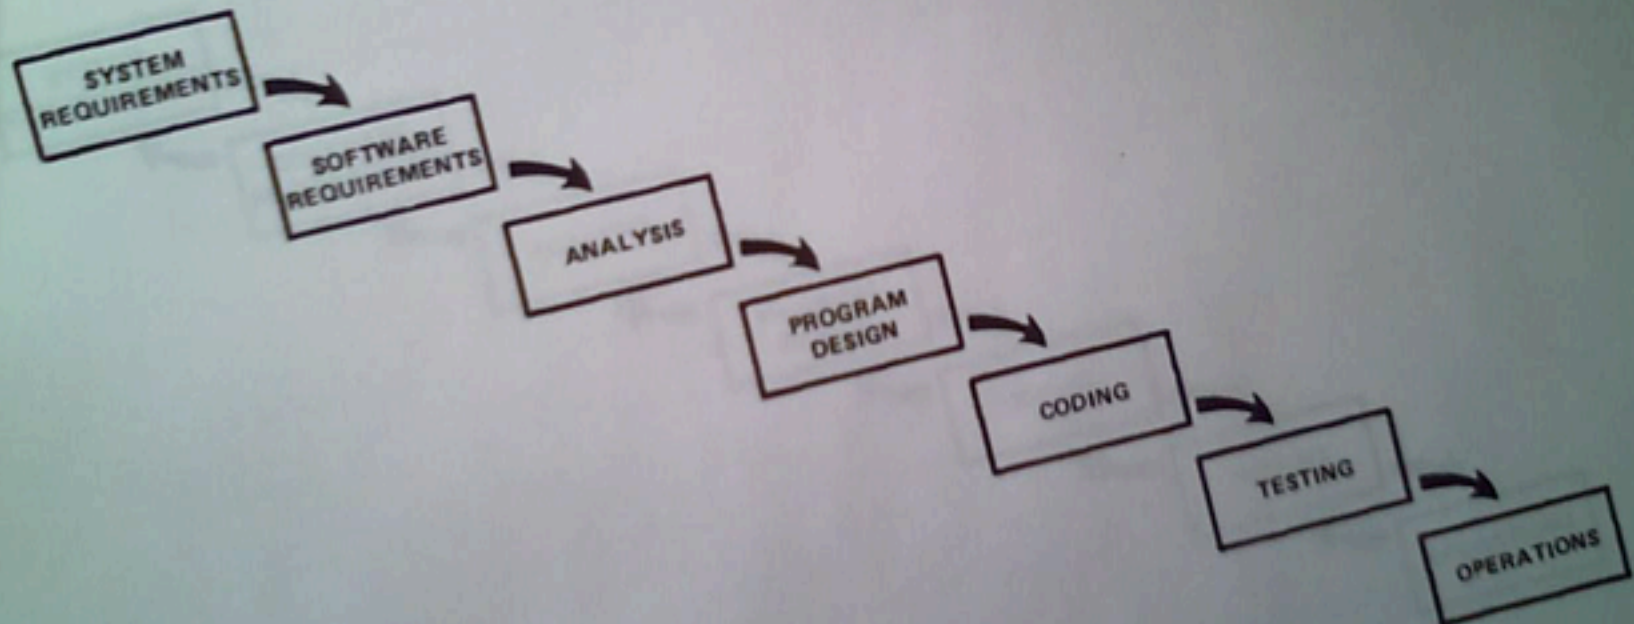 SYSTEM
REQUIREMENTS
SOFTWARE
REQUIREMENTS
ANALYSIS
PROGRAM
DESIGN
CODING
TESTING
OPERATIONS